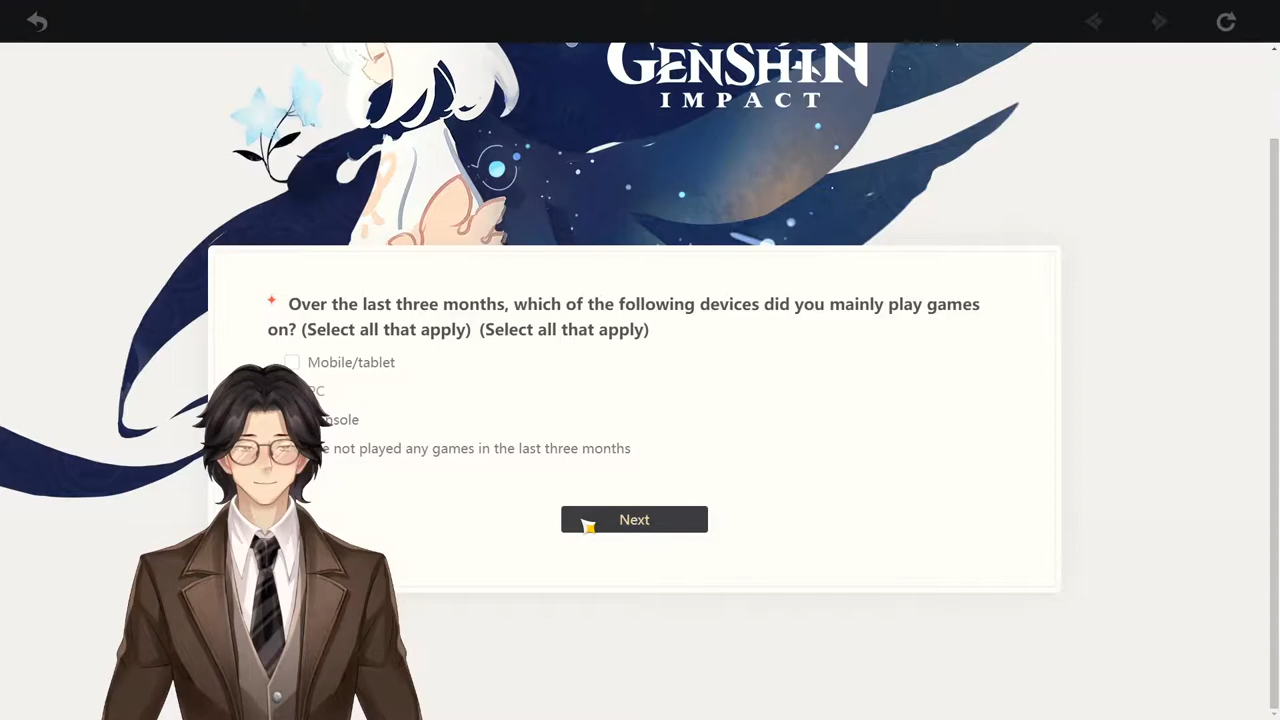 GENSHIN
IMPACT
Over the last three months, which of the following devices did you mainly play games
on? (Select all that apply) (Select all that apply)
Mobile/tablet
PC
not played any games in the last three months
Next